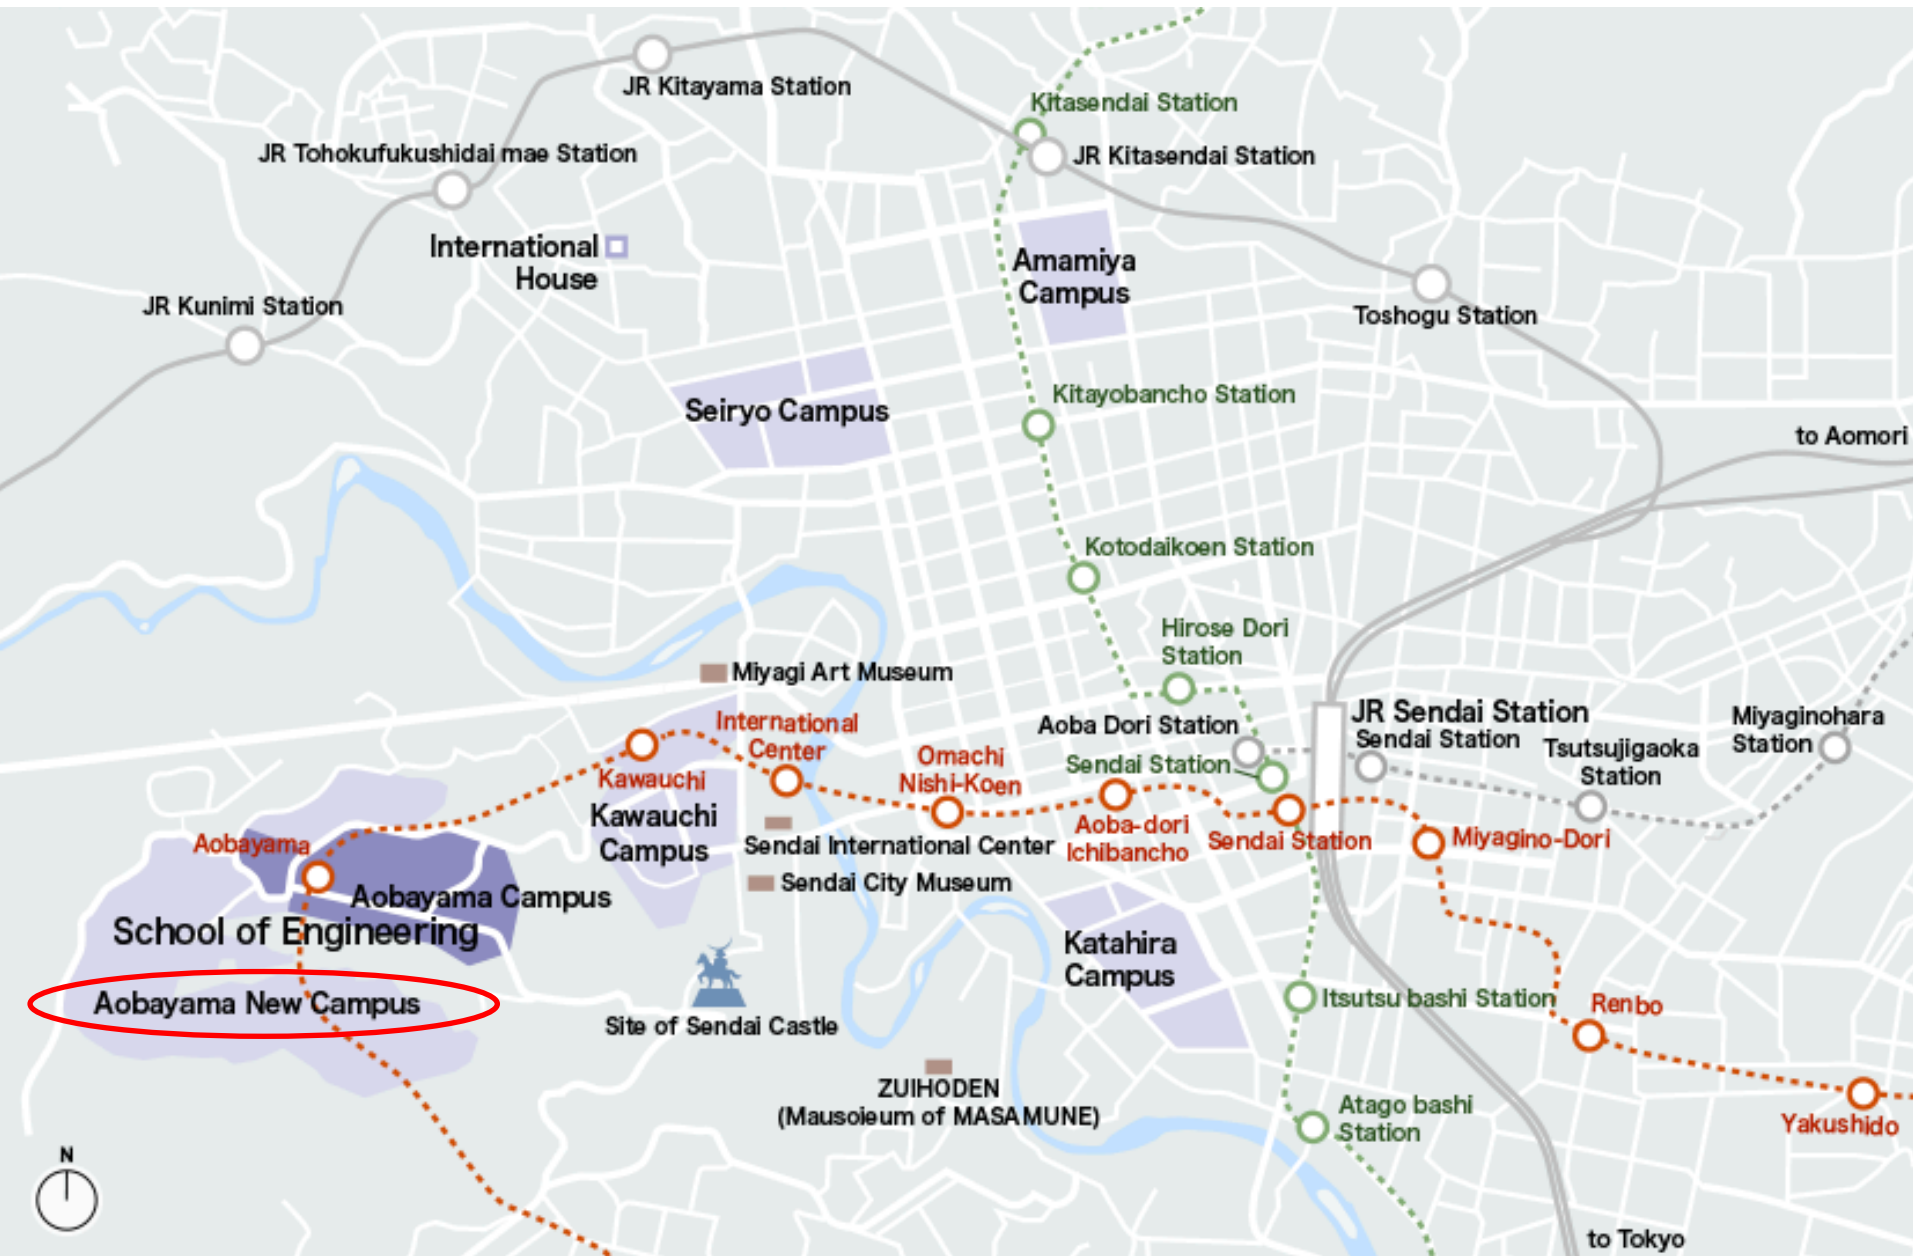 JR Kitayama Station
Kitasendai Station
JR Tohokufukushidai mae Station
JR Kitasendai Station
International
House
Amamiya
Campus
JR Kunimi Station
Toshogu Station
Kitayobancho Station
Seiryo Campus
to Aomori
Kotodaikoen Station
Hirose Dori
Station
Miyagi Art Museum
International
Center
Aoba Dori Station
JR Sendai Station
Sendai Station
Miyaginohara
Station
Tsutsujigaoka
Station
Omachi
Nishi-Koen
Sendai Station
Kawauchi
Kawauchi
Campus
Aobayama
Sendai International Center
Aoba-dori
Ichibancho
Sendai Station
Miyagino-Dori
Sendai City Museum
Aobayama Campus
School of Engineering
Katahira
Campus
Aobayama New Campus
Site of Sendai Castle
Itsutsu bashi Station
Renbo
ZUIHODEN
(Mausoieum of MASAMUNE)
Atago bashi
Station
Yakushido
N
to Tokyo